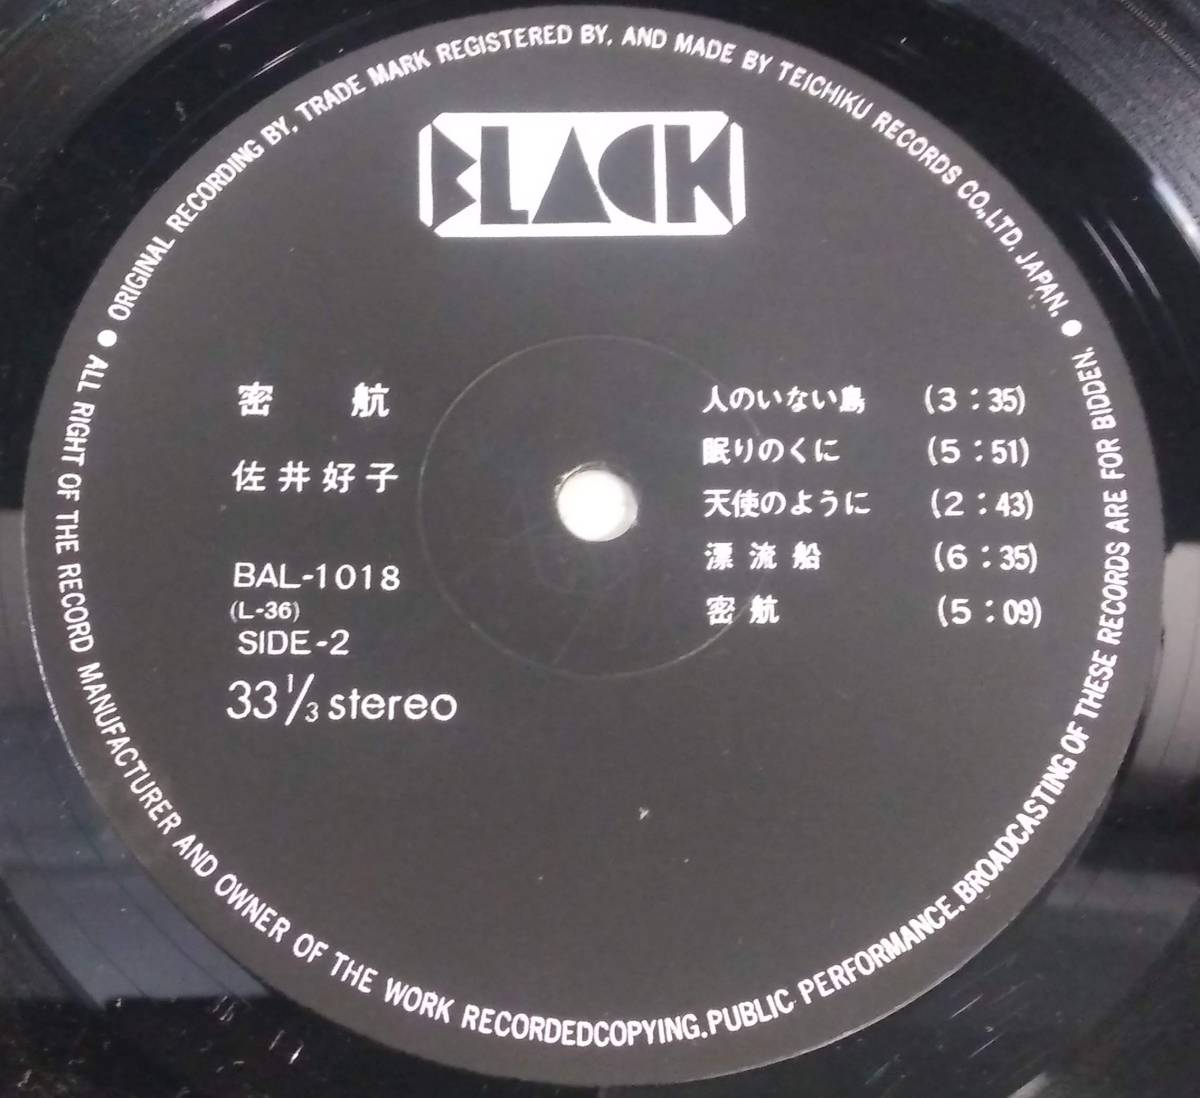 ● ORIGINAL RECORDING BY, TRADE MARK REGISTERED BY, AND MADE BY TEICHIKU RECORDS CO.,LTD. JAPAN. ●
BLACK
密 航
佐井好子
BAL-1018
(L-36)
SIDE-2
33 1/3 stereo
人のいない島 (3:35)
眠りのくに (5:51)
天使のように (2:43)
漂流船 (6:35)
密航 (5:09)
ALL RIGHT OF THE RECORD MANUFACTURER AND OWNER OF THE WORK RECORDEDCOPYING.PUBLIC PERFORMANCE.BROADCASTING OF THESE RECORDS ARE FOR BIDDEN.